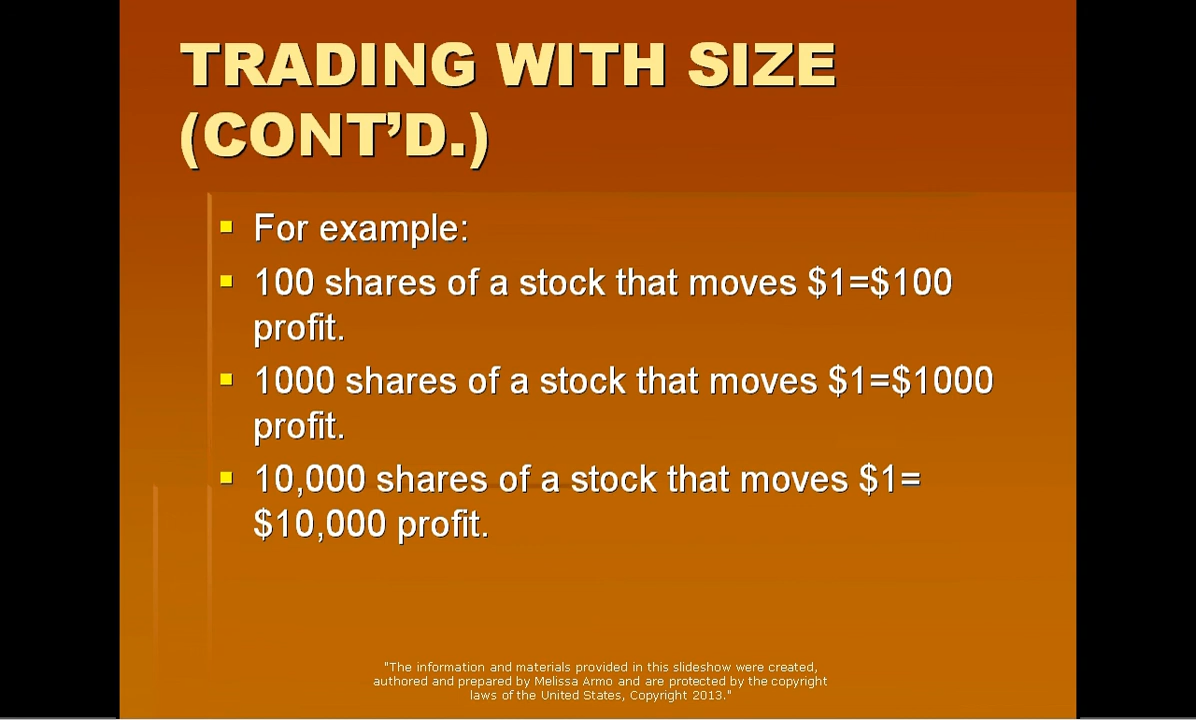 TRADING WITH SIZE
(CONT’D.)
▪ For example:
▪ 100 shares of a stock that moves $1=$100
profit.
▪ 1000 shares of a stock that moves $1=$1000
profit.
▪ 10,000 shares of a stock that moves $1=
$10,000 profit.
"The information and materials provided in this slideshow were created,
authored and prepared by Melissa Armo and are protected by the copyright
laws of the United States, Copyright 2013."